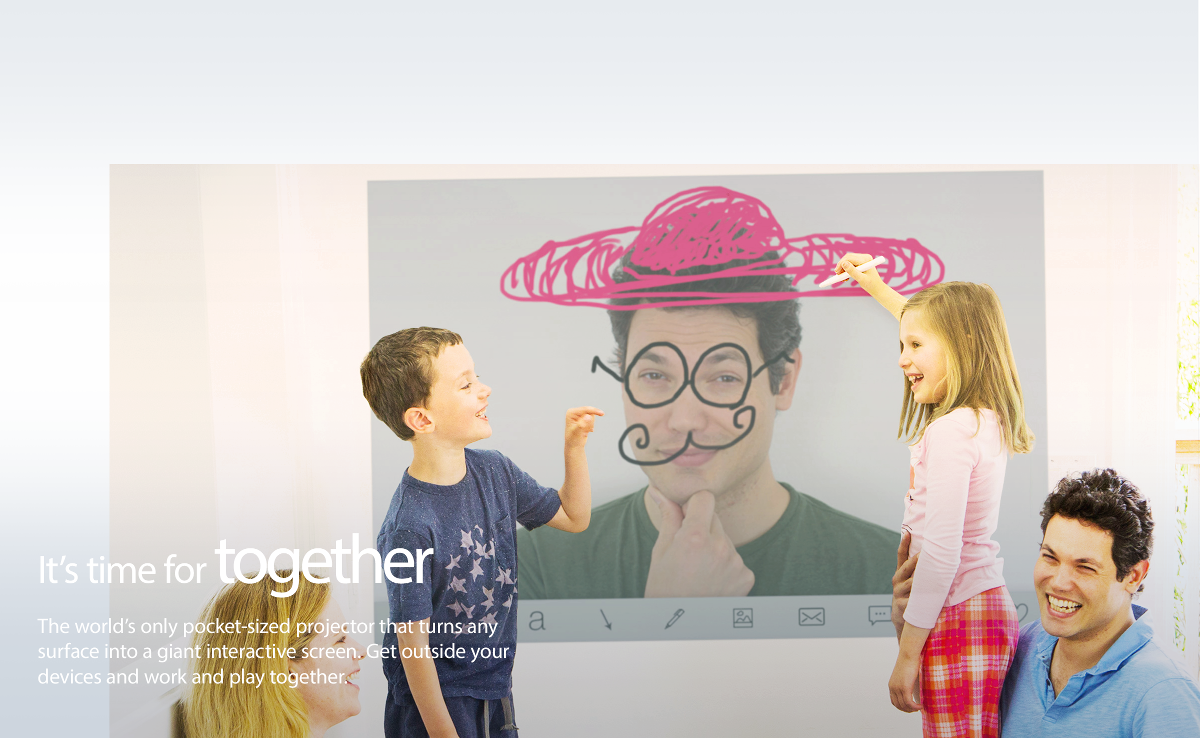 It’s time for together
The world’s only pocket-sized projector that turns any
surface into a giant interactive screen. Get outside your
devices and work and play together.
a